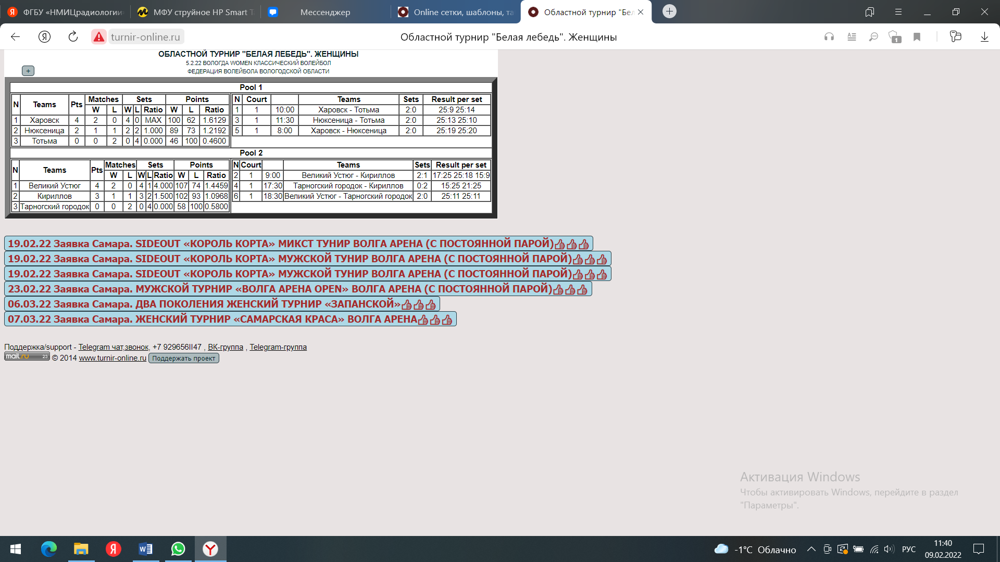 ФГБУ «НМИЦрадиологии»
МФУ струйное HP Smart T
Мессенджер
Online сетки, шаблоны, та
Областной турнир "Бел
turnir-online.ru
Областной турнир "Белая лебедь". Женщины
1
ОБЛАСТНОЙ ТУРНИР "БЕЛАЯ ЛЕБЕДЬ". ЖЕНЩИНЫ
5.2.22 ВОЛОГДА WOMEN КЛАССИЧЕСКИЙ ВОЛЕЙБОЛ
+
ФЕДЕРАЦИЯ ВОЛЕЙБОЛА ВОЛОГОДСКОЙ ОБЛАСТИ
Pool 1
N Teams Pts Matches Sets Points
W L W L Ratio W L Ratio
1 Харовск 4 2 0 4 0 MAX 100 62 1.6129
2 Нюксеница 2 1 1 2 2 1.000 89 73 1.2192
3 Тотьма 0 0 2 0 4 0.000 46 100 0.4600
N Court Teams Sets Result per set
1 1 10:00 Харовск - Тотьма 2:0 25:9 25:14
3 1 11:30 Нюксеница - Тотьма 2:0 25:13 25:10
5 1 8:00 Харовск - Нюксеница 2:0 25:19 25:20
Pool 2
N Teams Pts Matches Sets Points
W L W L Ratio W L Ratio
1 Великий Устюг 4 2 0 4 1 4.000 107 74 1.4459
2 Кириллов 3 1 1 3 2 1.500 102 93 1.0968
3 Тарногский городок 0 0 2 0 4 0.000 58 100 0.5800
N Court Teams Sets Result per set
2 1 9:00 Великий Устюг - Кириллов 2:1 17:25 25:18 15:9
4 1 17:30 Тарногский городок - Кириллов 0:2 15:25 21:25
6 1 18:30 Великий Устюг - Тарногский городок 2:0 25:11 25:11
19.02.22 Заявка Самара. SIDEOUT «КОРОЛЬ КОРТА» МИКСТ ТУНИР ВОЛГА АРЕНА (С ПОСТОЯННОЙ ПАРОЙ)👍👍👍
19.02.22 Заявка Самара. SIDEOUT «КОРОЛЬ КОРТА» МУЖСКОЙ ТУНИР ВОЛГА АРЕНА (С ПОСТОЯННОЙ ПАРОЙ)👍👍👍
19.02.22 Заявка Самара. SIDEOUT «КОРОЛЬ КОРТА» МУЖСКОЙ ТУНИР ВОЛГА АРЕНА (С ПОСТОЯННОЙ ПАРОЙ)👍👍👍
23.02.22 Заявка Самара. МУЖСКОЙ ТУРНИР «ВОЛГА АРЕНА OPEN» ВОЛГА АРЕНА (С ПОСТОЯННОЙ ПАРОЙ)👍👍👍
06.03.22 Заявка Самара. ДВА ПОКОЛЕНИЯ ЖЕНСКИЙ ТУРНИР «ЗАПАНСКОЙ»👍👍👍
07.03.22 Заявка Самара. ЖЕНСКИЙ ТУРНИР «САМАРСКАЯ КРАСА» ВОЛГА АРЕНА👍👍👍
Поддержка/support - Telegram чат,звонок, +7 929656II47 , ВК-группа , Telegram-группа
mail.ru 23 © 2014 www.turnir-online.ru Поддержать проект
Активация Windows
Чтобы активировать Windows, перейдите в раздел
"Параметры".
-1°C Облачно
РУС
11:40
09.02.2022